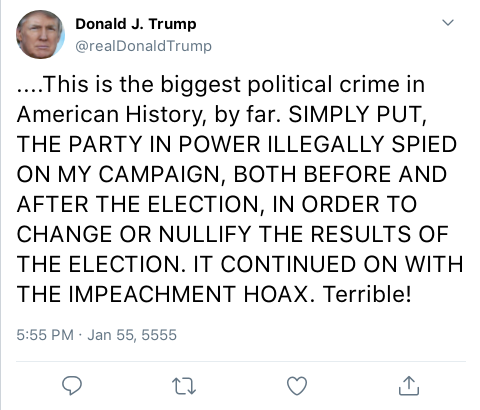 Donald J. Trump
@realDonaldTrump
....This is the biggest political crime in
American History, by far. SIMPLY PUT,
THE PARTY IN POWER ILLEGALLY SPIED
ON MY CAMPAIGN, BOTH BEFORE AND
AFTER THE ELECTION, IN ORDER TO
CHANGE OR NULLIFY THE RESULTS OF
THE ELECTION. IT CONTINUED ON WITH
THE IMPEACHMENT HOAX. Terrible!
5:55 PM · Jan 55, 5555